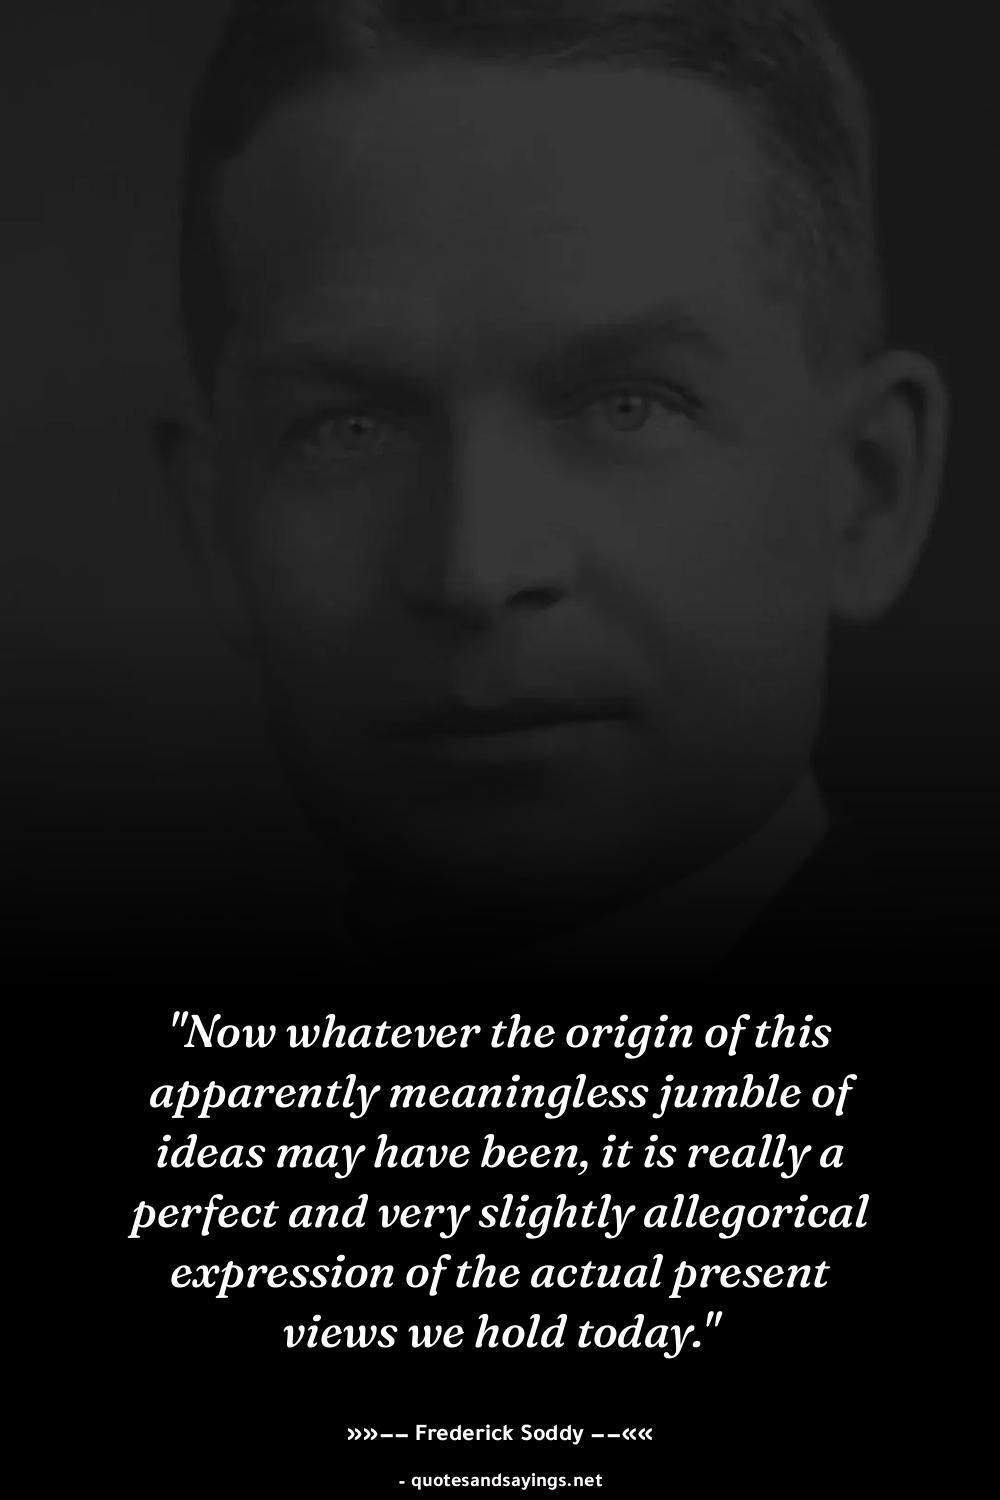 "Now whatever the origin of this
apparently meaningless jumble of
ideas may have been, it is really a
perfect and very slightly allegorical
expression of the actual present
views we hold today."
»»-- Frederick Soddy --««
- quotesandsayings.net